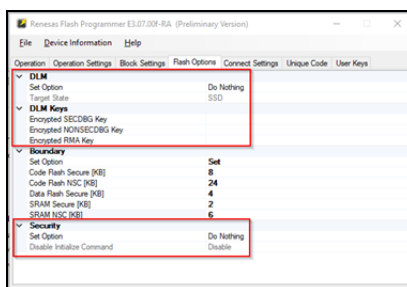 Renesas Flash Programmer E3.07.00f-RA (Preliminary Version)
File Device Information Help
Operation Operation Settings Block Settings Flash Options Connect Settings Unique Code User Keys
DLM
Set Option Do Nothing
Target State SSD
DLM Keys
Encrypted SECDBG Key
Encrypted NONSECDBG Key
Encrypted RMA Key
Boundary
Set Option Set
Code Flash Secure [KB] 8
Code Flash NSC [KB] 24
Data Flash Secure [KB] 4
SRAM Secure [KB] 2
SRAM NSC [KB] 6
Security
Set Option Do Nothing
Disable Initialize Command Disable